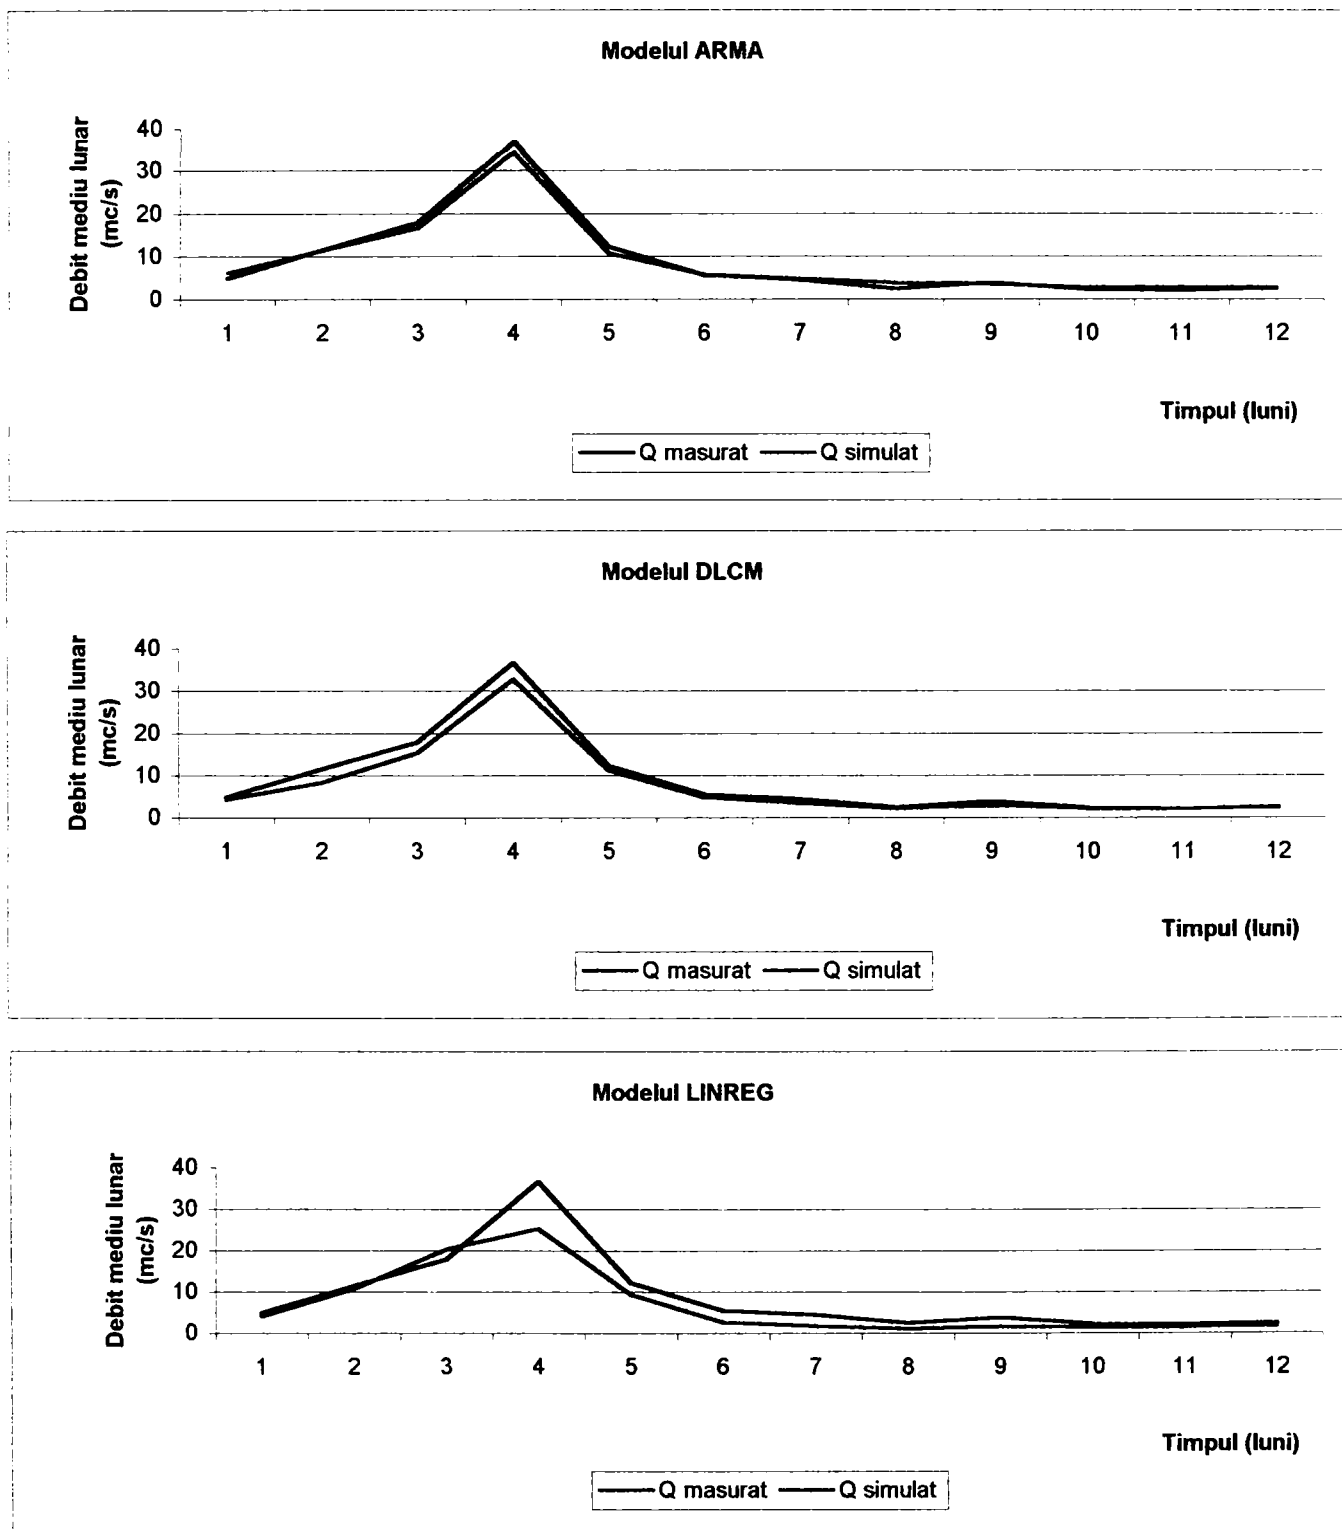 Modelul ARMA
Debit mediu lunar
(mc/s)
40
30
20
10
0
1 2 3 4 5 6 7 8 9 10 11 12
Timpul (luni)
Q masurat Q simulat
Modelul DLCM
Debit mediu lunar
(mc/s)
40
30
20
10
0
1 2 3 4 5 6 7 8 9 10 11 12
Timpul (luni)
Q masurat Q simulat
Modelul LINREG
Debit mediu lunar
(mc/s)
40
30
20
10
0
1 2 3 4 5 6 7 8 9 10 11 12
Timpul (luni)
Q masurat Q simulat